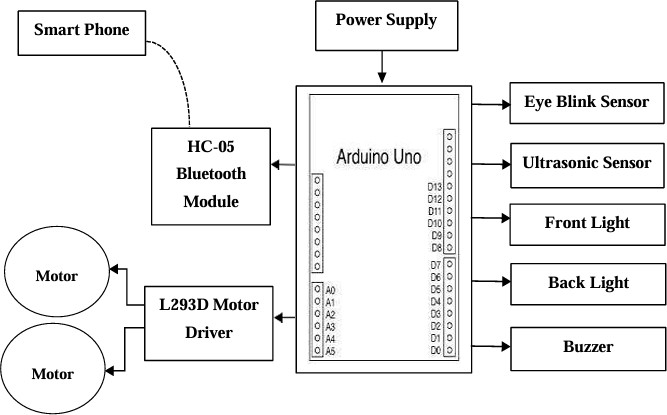 Smart Phone
Power Supply
HC-05
Bluetooth
Module
Arduino Uno
D13
D12
D11
D10
D9
D8
D7
D6
D5
D4
D3
D2
D1
D0
A0
A1
A2
A3
A4
A5
Eye Blink Sensor
Ultrasonic Sensor
Front Light
Back Light
Buzzer
Motor
L293D Motor
Driver
Motor